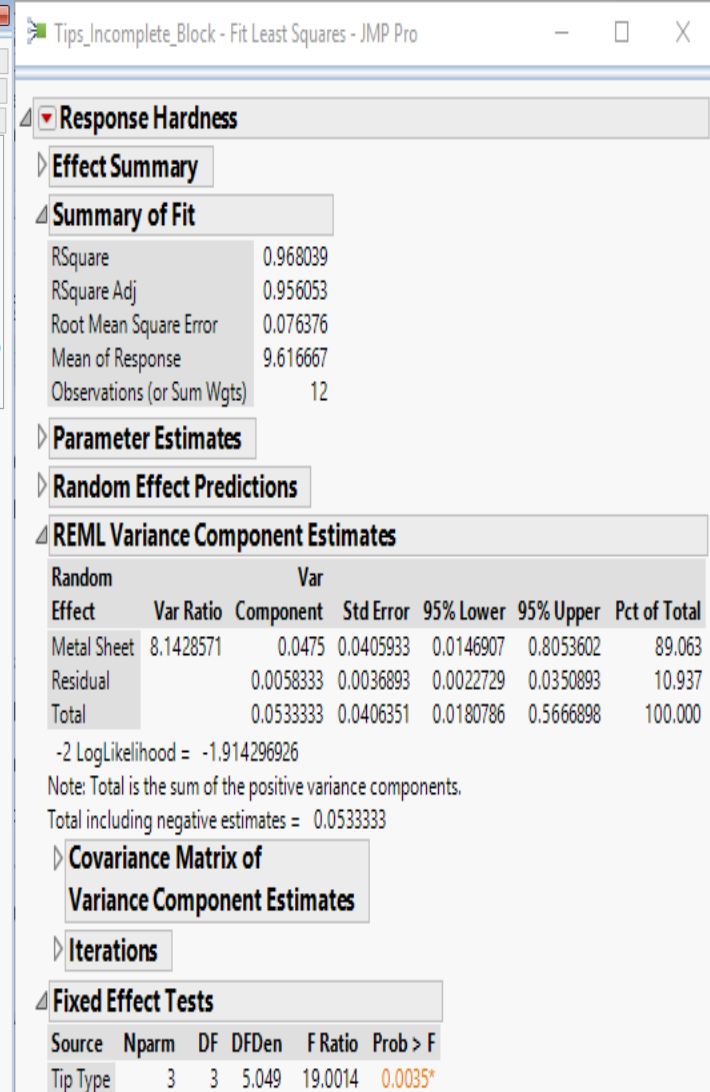 Tips_Incomplete_Block - Fit Least Squares - JMP Pro
Response Hardness
Effect Summary
Summary of Fit
RSquare 0.968039
RSquare Adj 0.956053
Root Mean Square Error 0.076376
Mean of Response 9.616667
Observations (or Sum Wgts) 12
Parameter Estimates
Random Effect Predictions
REML Variance Component Estimates
Random Var
Effect Var Ratio Component Std Error 95% Lower 95% Upper Pct of Total
Metal Sheet 8.1428571 0.0475 0.0405933 0.0146907 0.8053602 89.063
Residual 0.0058333 0.0036893 0.0022729 0.0350893 10.937
Total 0.0533333 0.0406351 0.0180786 0.5666898 100.000
-2 LogLikelihood = -1.914296926
Note: Total is the sum of the positive variance components.
Total including negative estimates = 0.0533333
Covariance Matrix of
Variance Component Estimates
Iterations
Fixed Effect Tests
Source Nparm DF DFDen F Ratio Prob > F
Tip Type 3 3 5.049 19.0014 0.0035*